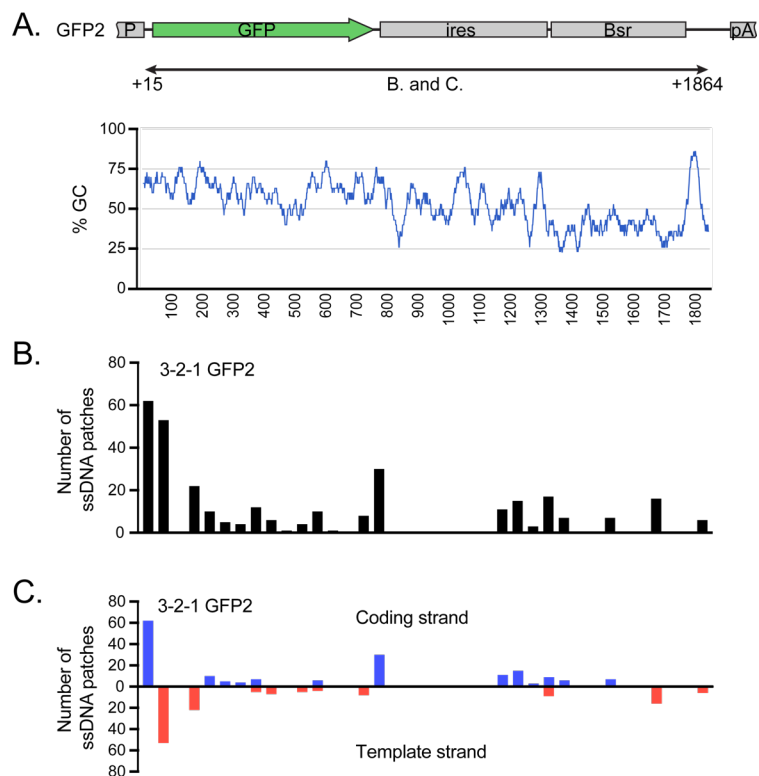 A.
GFP2 P GFP ires Bsr pA
+15 B. and C. +1864
% GC
100
75
50
25
0
100 200 300 400 500 600 700 800 900 1000 1100 1200 1300 1400 1500 1600 1700 1800
B.
3-2-1 GFP2
Number of
ssDNA patches
80
60
40
20
0
C.
3-2-1 GFP2
Coding strand
Number of
ssDNA patches
80
60
40
20
0
20
40
60
80
Template strand